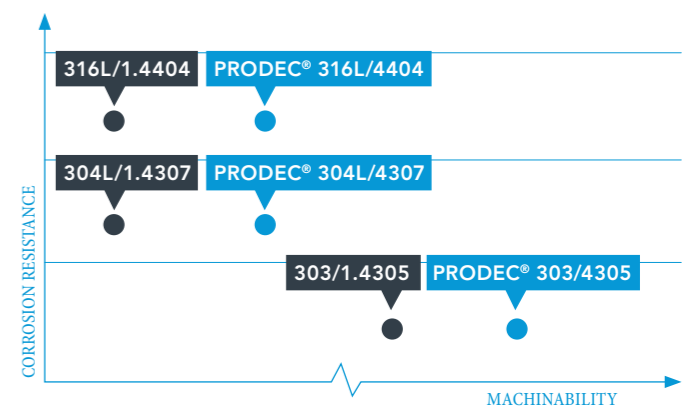 316L/1.4404 PRODEC® 316L/4404
304L/1.4307 PRODEC® 304L/4307
303/1.4305 PRODEC® 303/4305
CORROSION RESISTANCE
MACHINABILITY